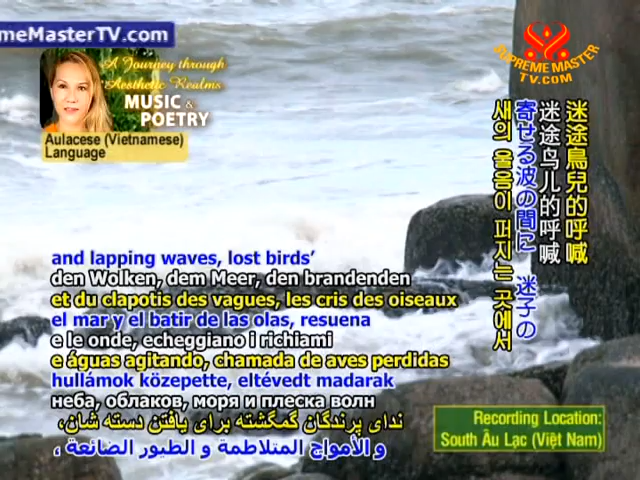 emeMasterTV.com
SUPREME MASTER
TV.COM
A Journey through
Aesthetic Realms
MUSIC &
POETRY
Aulacese (Vietnamese)
Language
迷途鳥兒的呼喊
迷途鸟儿的呼喊
寄せる波の間に 迷子の
새의 울음이 퍼지는 곳에서
and lapping waves, lost birds’
den Wolken, dem Meer, den brandenden
et du clapotis des vagues, les cris des oiseaux
el mar y el batir de las olas, resuena
e le onde, echeggiano i richiami
e águas agitando, chamada de aves perdidas
hullámok közepette, eltévedt madarak
неба, облаков, моря и плеска волн
ندای پرندگان گمگشته برای یافتن دسته شان،
و الأمواج المتلاطمة و الطيور الضائعة ،
Recording Location:
South Âu Lạc (Việt Nam)